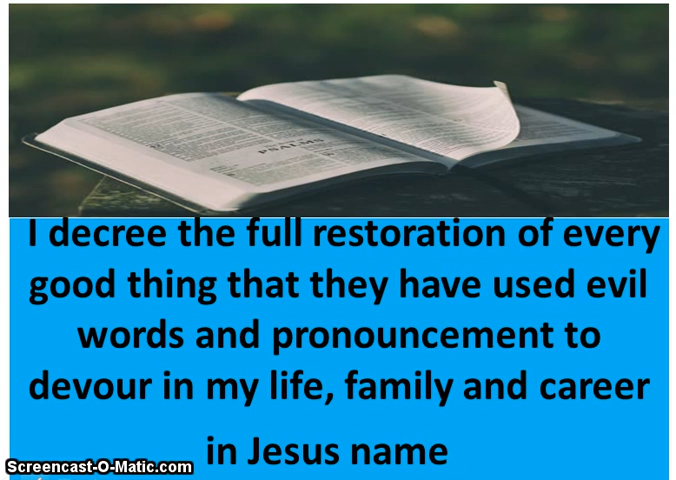 PSALMS
I decree the full restoration of every
good thing that they have used evil
words and pronouncement to
devour in my life, family and career
in Jesus name
Screencast-O-Matic.com